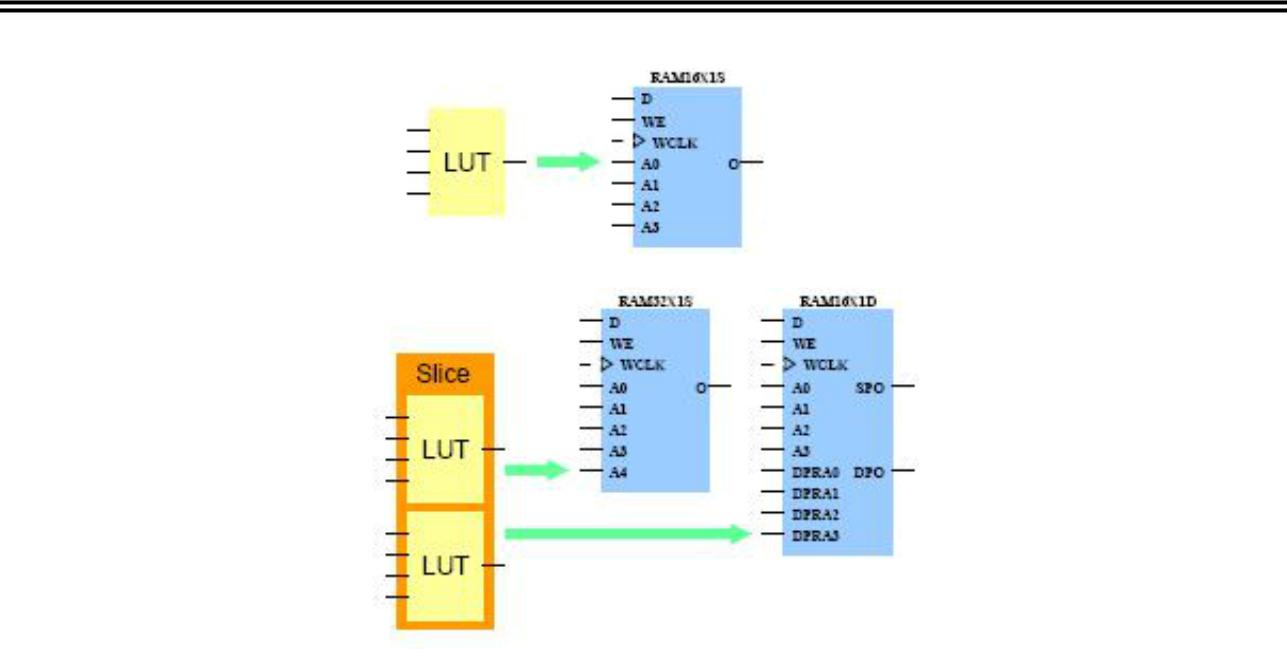 RAM16X1S
D
WE
WCLK
LUT
A0 O
A1
A2
A3
RAM32X1S
D
WE
WCLK
A0 O
A1
A2
A3
A4
RAM16X1D
D
WE
WCLK
A0 SPO
A1
A2
A3
DPRA0 DPO
DPRA1
DPRA2
DPRA3
Slice
LUT
LUT